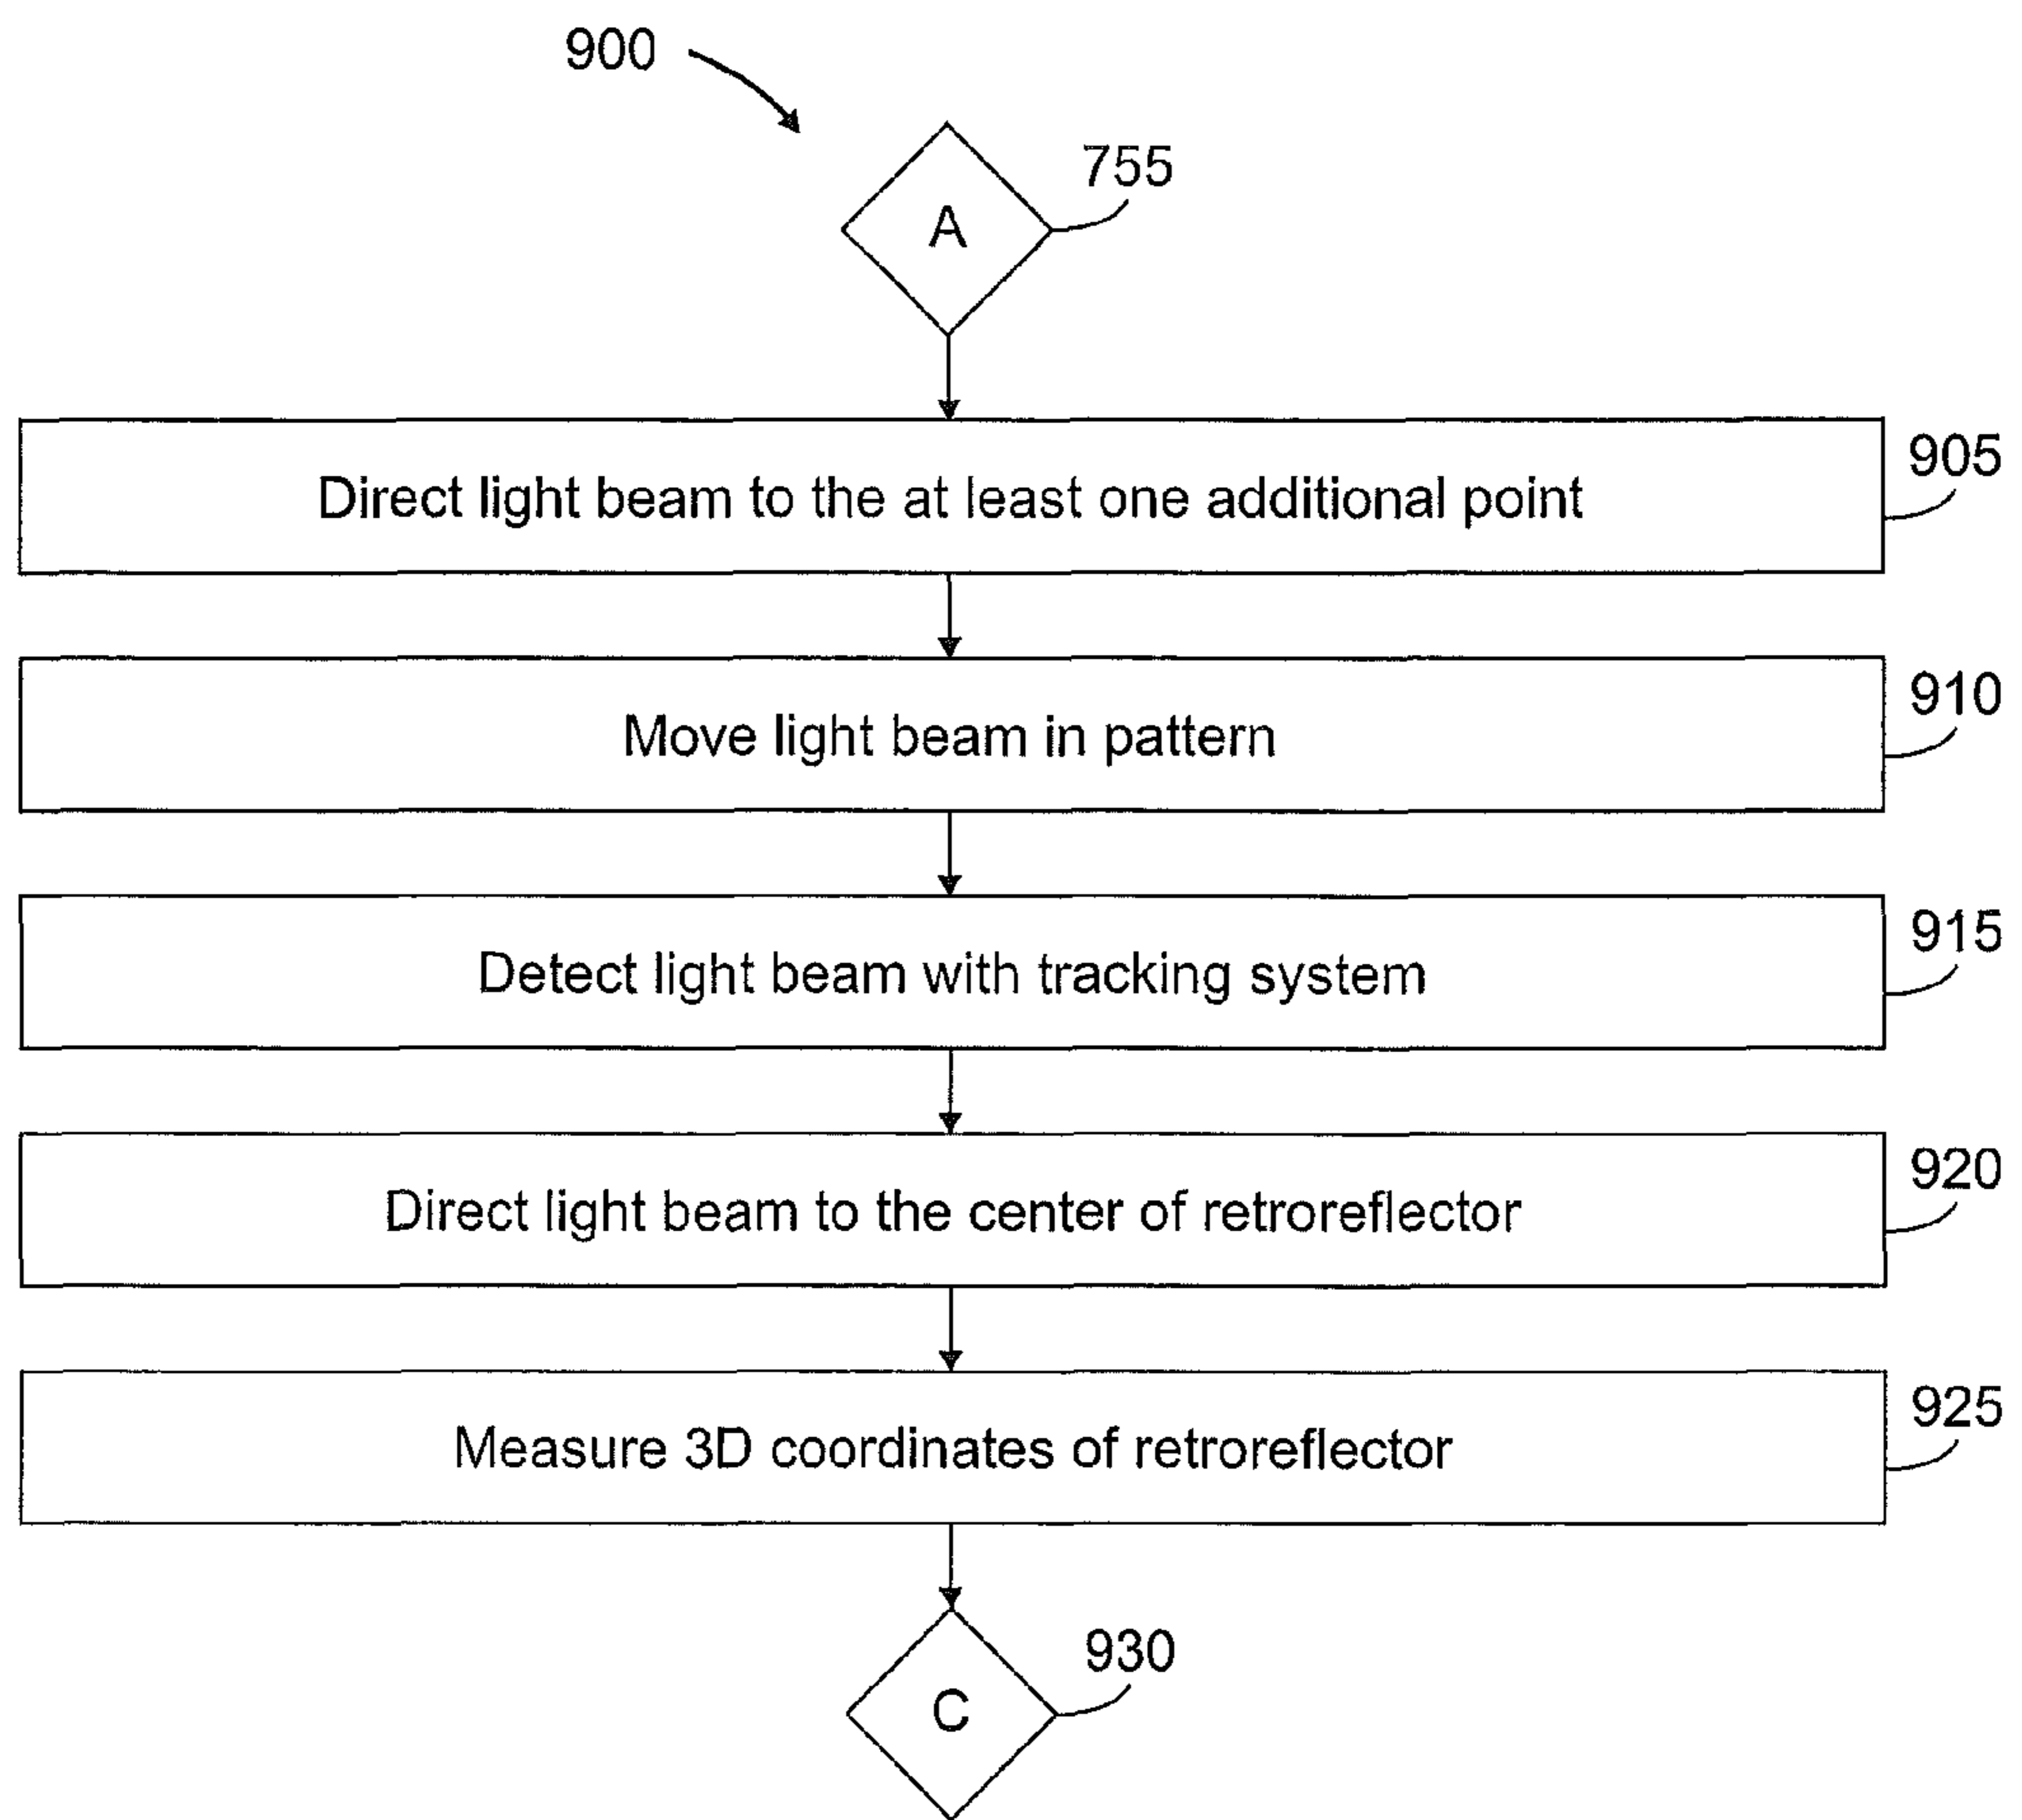 900
755
A
905
Direct light beam to the at least one additional point
910
Move light beam in pattern
915
Detect light beam with tracking system
920
Direct light beam to the center of retroreflector
925
Measure 3D coordinates of retroreflector
930
C